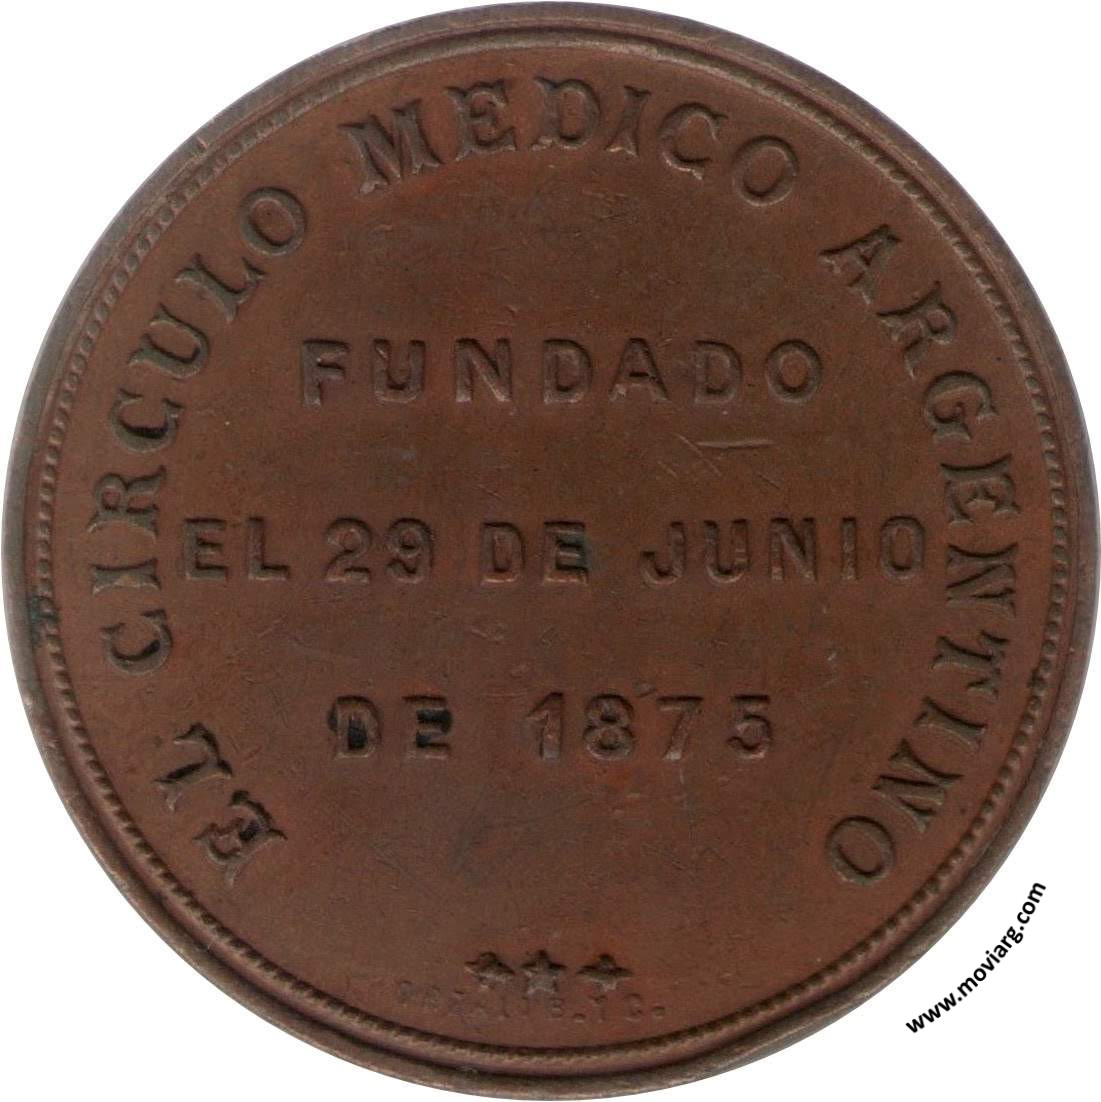 EL CIRCULO MEDICO ARGENTINO
FUNDADO
EL 29 DE JUNIO
DE 1875
www.moviarg.com